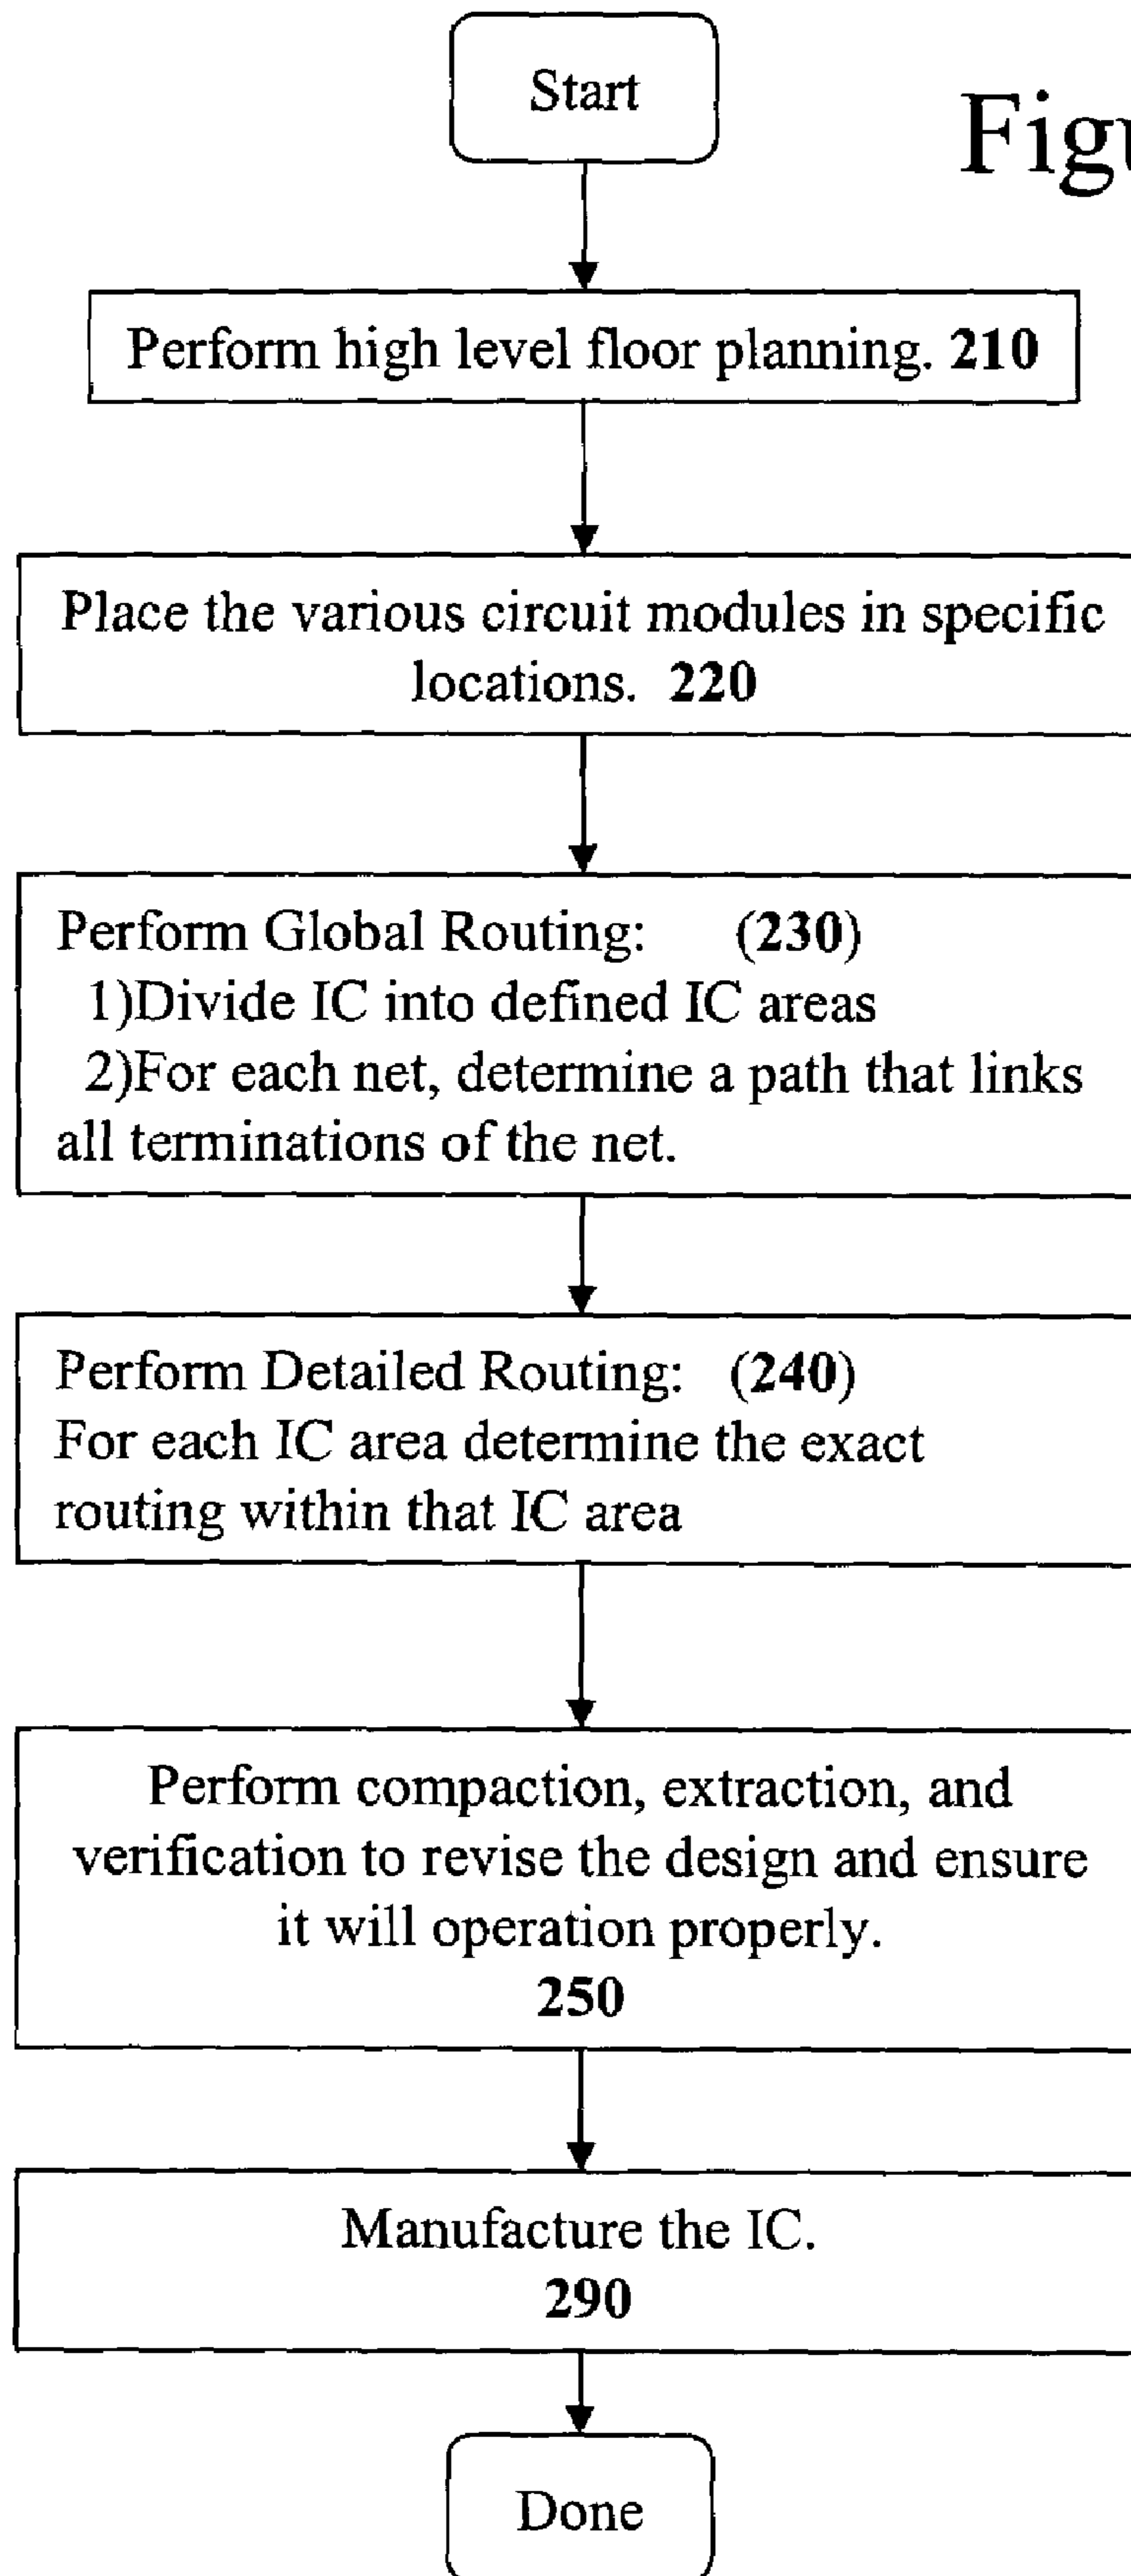 Start
Perform high level floor planning. 210
Place the various circuit modules in specific
locations. 220
Perform Global Routing: (230)
1)Divide IC into defined IC areas
2)For each net, determine a path that links
all terminations of the net.
Perform Detailed Routing: (240)
For each IC area determine the exact
routing within that IC area
Perform compaction, extraction, and
verification to revise the design and ensure
it will operation properly.
250
Manufacture the IC.
290
Done